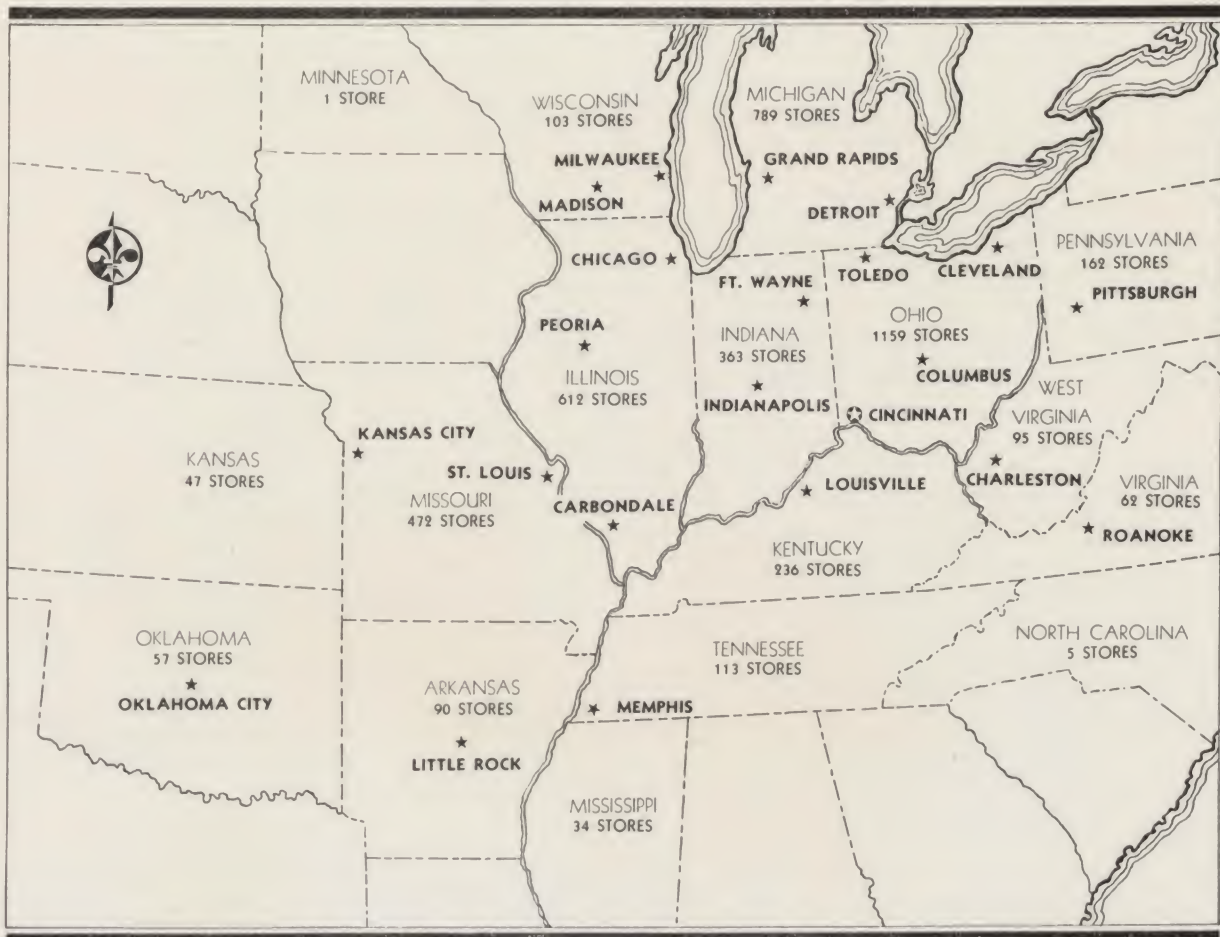 MINNESOTA
1 STORE
WISCONSIN
103 STORES
MICHIGAN
789 STORES
MILWAUKEE
MADISON
GRAND RAPIDS
DETROIT
CHICAGO
FT. WAYNE
TOLEDO
CLEVELAND
PENNSYLVANIA
162 STORES
PITTSBURGH
PEORIA
ILLINOIS
612 STORES
INDIANA
363 STORES
INDIANAPOLIS
OHIO
1159 STORES
COLUMBUS
CINCINNATI
WEST
VIRGINIA
95 STORES
CHARLESTON
VIRGINIA
62 STORES
ROANOKE
KANSAS CITY
KANSAS
47 STORES
ST. LOUIS
MISSOURI
472 STORES
CARBONDALE
LOUISVILLE
KENTUCKY
236 STORES
OKLAHOMA
57 STORES
OKLAHOMA CITY
ARKANSAS
90 STORES
LITTLE ROCK
TENNESSEE
113 STORES
MEMPHIS
NORTH CAROLINA
5 STORES
MISSISSIPPI
34 STORES